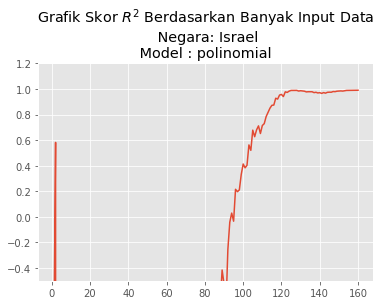 Grafik Skor R² Berdasarkan Banyak Input Data
Negara: Israel
Model : polinomial
1.2
1.0
0.8
0.6
0.4
0.2
0.0
−0.2
−0.4
0 20 40 60 80 100 120 140 160